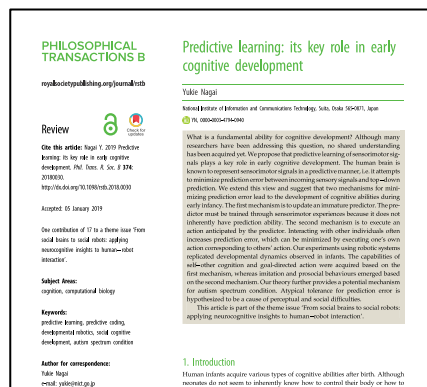 PHILOSOPHICAL
TRANSACTIONS B
royalsocietypublishing.org/journal/rstb
Review
Check for
updates
Cite this article: Nagai Y. 2019 Predictive
learning: its key role in early cognitive
development. Phil. Trans. R. Soc. B 374:
20180030.
http://dx.doi.org/10.1098/rstb.2018.0030
Accepted: 05 January 2019
One contribution of 17 to a theme issue 'From
social brains to social robots: applying
neurocognitive insights to human–robot
interaction'.
Subject Areas:
cognition, computational biology
Keywords:
predictive learning, predictive coding,
developmental robotics, social cognitive
development, autism spectrum condition
Author for correspondence:
Yukie Nagai
e-mail: yukie@nict.go.jp
Predictive learning: its key role in early
cognitive development
Yukie Nagai
National Institute of Information and Communications Technology, Suita, Osaka 565-0871, Japan
YN, 0000-0003-4794-0940
What is a fundamental ability for cognitive development? Although many
researchers have been addressing this question, no shared understanding
has been acquired yet. We propose that predictive learning of sensorimotor sig-
nals plays a key role in early cognitive development. The human brain is
known to represent sensorimotor signals in a predictive manner, i.e. it attempts
to minimize prediction error between incoming sensory signals and top–down
prediction. We extend this view and suggest that two mechanisms for min-
imizing prediction error lead to the development of cognitive abilities during
early infancy. The first mechanism is to update an immature predictor. The pre-
dictor must be trained through sensorimotor experiences because it does not
inherently have prediction ability. The second mechanism is to execute an
action anticipated by the predictor. Interacting with other individuals often
increases prediction error, which can be minimized by executing one's own
action corresponding to others' action. Our experiments using robotic systems
replicated developmental dynamics observed in infants. The capabilities of
self–other cognition and goal-directed action were acquired based on the
first mechanism, whereas imitation and prosocial behaviours emerged based
on the second mechanism. Our theory further provides a potential mechanism
for autism spectrum condition. Atypical tolerance for prediction error is
hypothesized to be a cause of perceptual and social difficulties.
This article is part of the theme issue 'From social brains to social robots:
applying neurocognitive insights to human–robot interaction'.
1. Introduction
Human infants acquire various types of cognitive abilities after birth. Although
neonates do not seem to inherently know how to control their body or how to